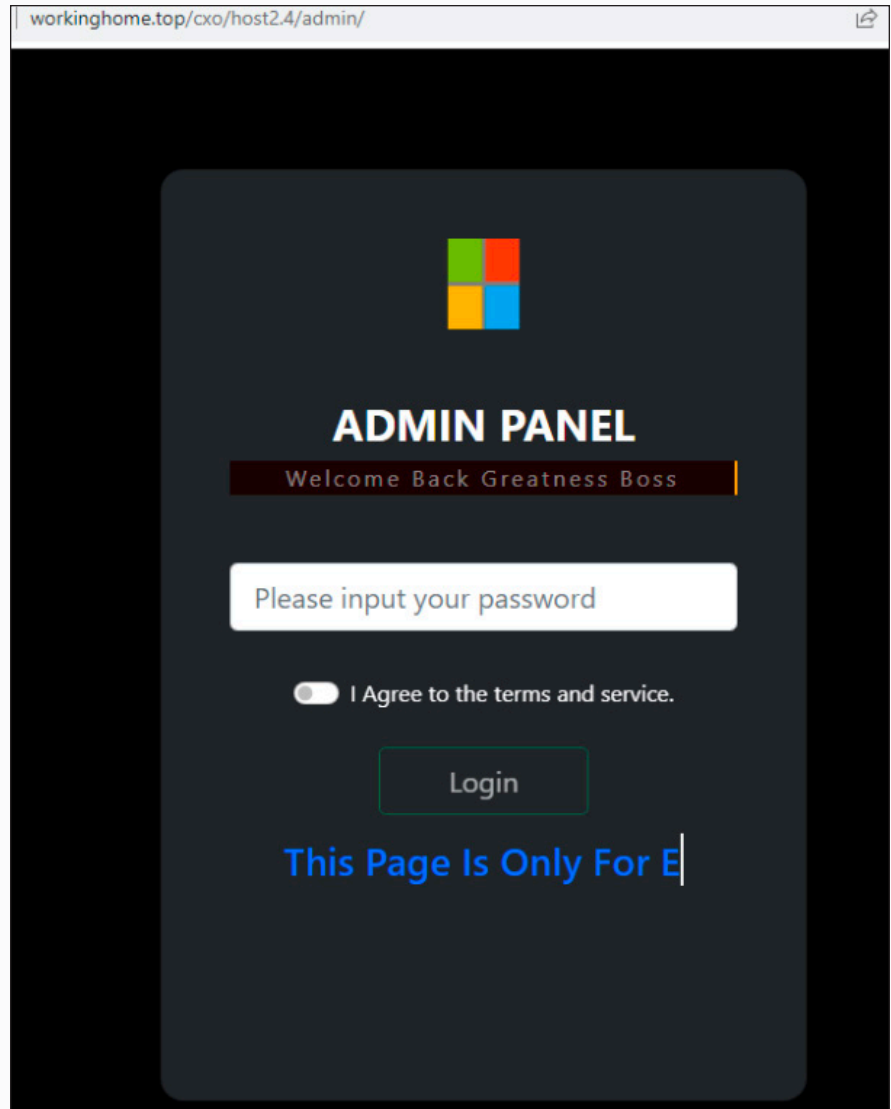 workinghome.top/cxo/host2.4/admin/
ADMIN PANEL
Welcome Back Greatness Boss
Please input your password
I Agree to the terms and service.
Login
This Page Is Only For E